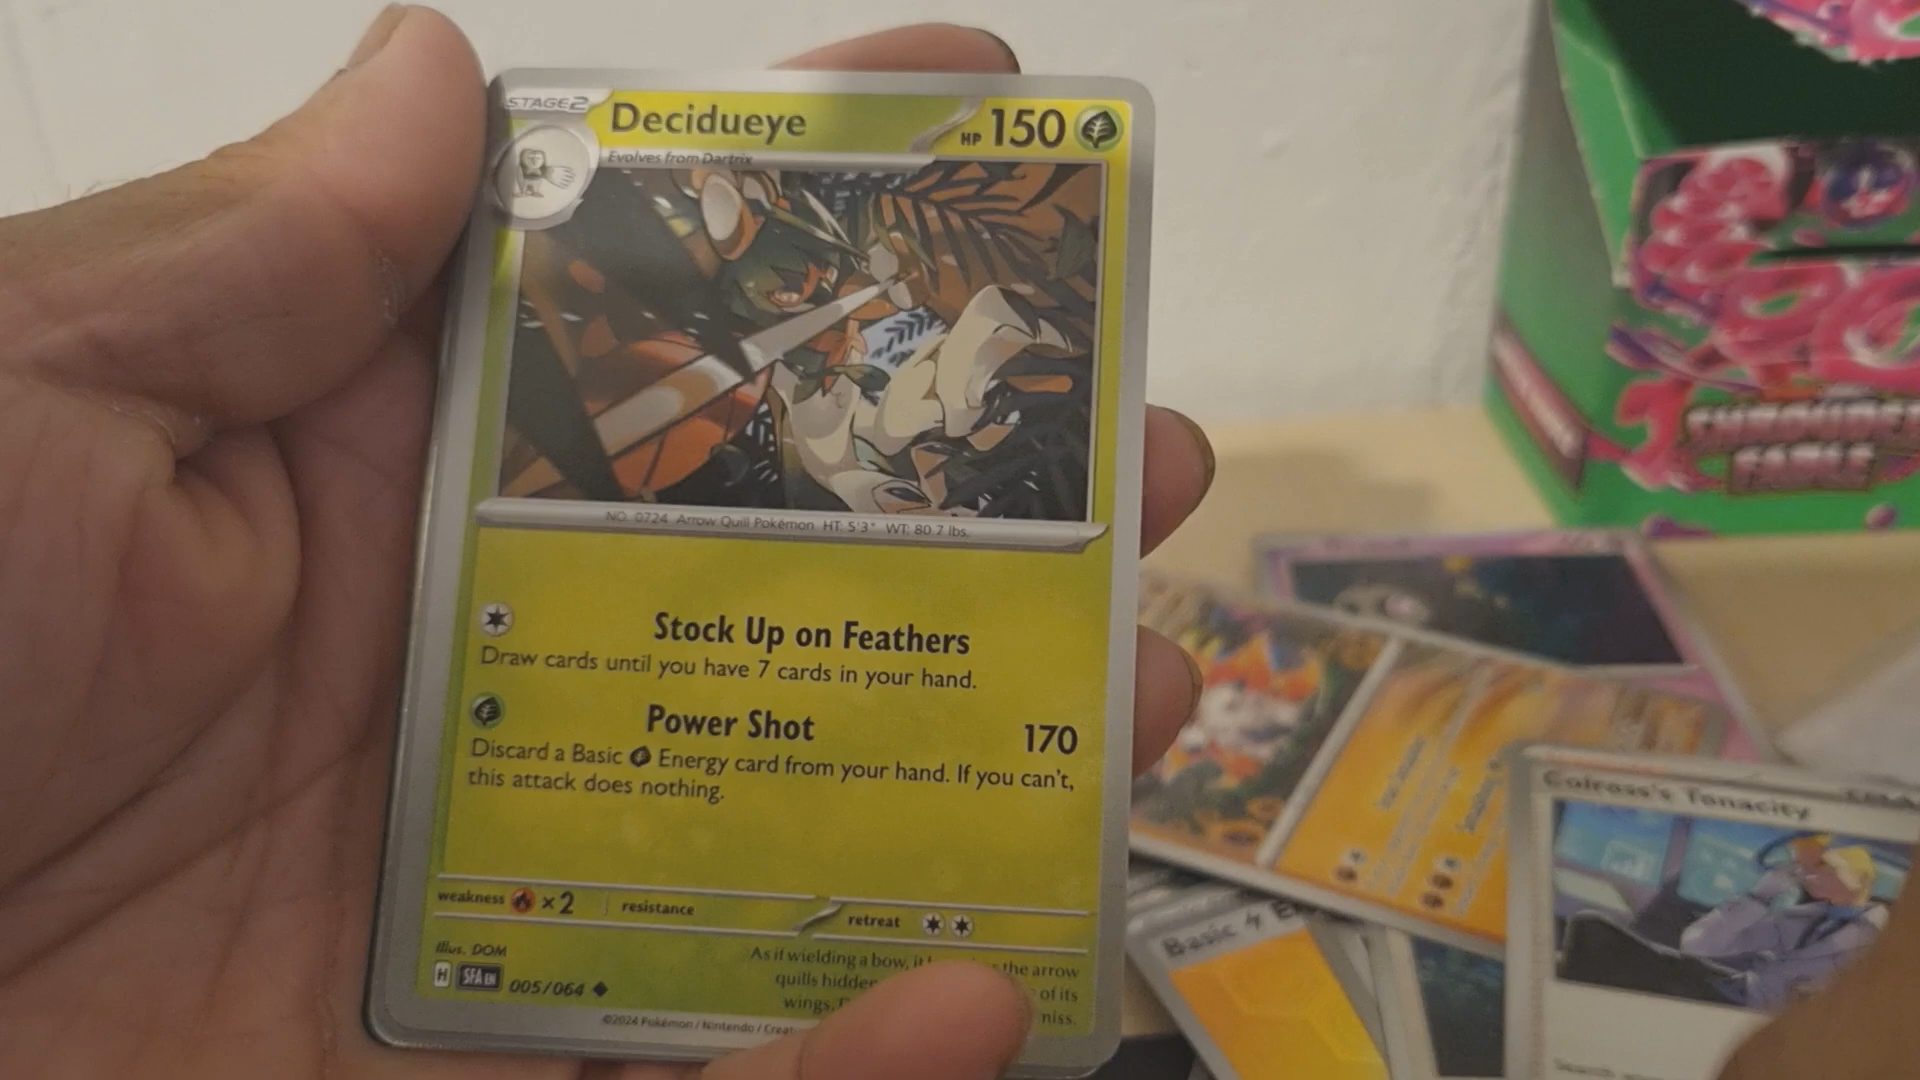 STAGE2
Decidueye
HP 150
Evolves from Dartrix
NO. 0724 Arrow Quill Pokémon HT: 5'3" WT: 80.7 lbs.
Stock Up on Feathers
Draw cards until you have 7 cards in your hand.
Power Shot 170
Discard a Basic Energy card from your hand. If you can't,
this attack does nothing.
weakness ×2 resistance retreat
Illus. DOM
As if wielding a bow, it the arrow
quills hidden of its
wings.
niss.
H SFA EN 005/064
©2024 Pokémon / Nintendo / Creat
SHROUDED
FABLE
Colress's Tenacity
Basic